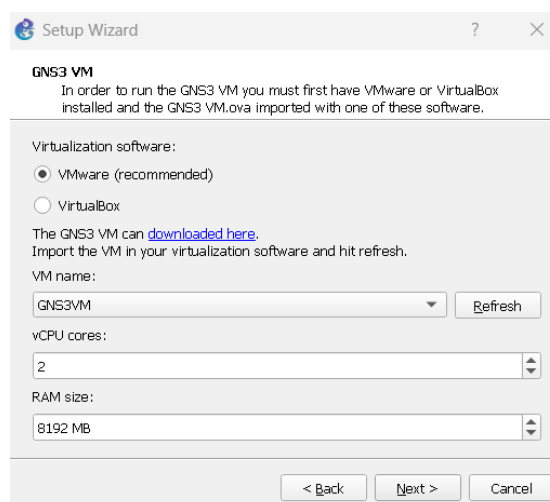 Setup Wizard
GNS3 VM
In order to run the GNS3 VM you must first have VMware or VirtualBox
installed and the GNS3 VM.ova imported with one of these software.
Virtualization software:
VMware (recommended)
VirtualBox
The GNS3 VM can downloaded here.
Import the VM in your virtualization software and hit refresh.
VM name:
GNS3VM
Refresh
vCPU cores:
2
RAM size:
8192 MB
< Back
Next >
Cancel